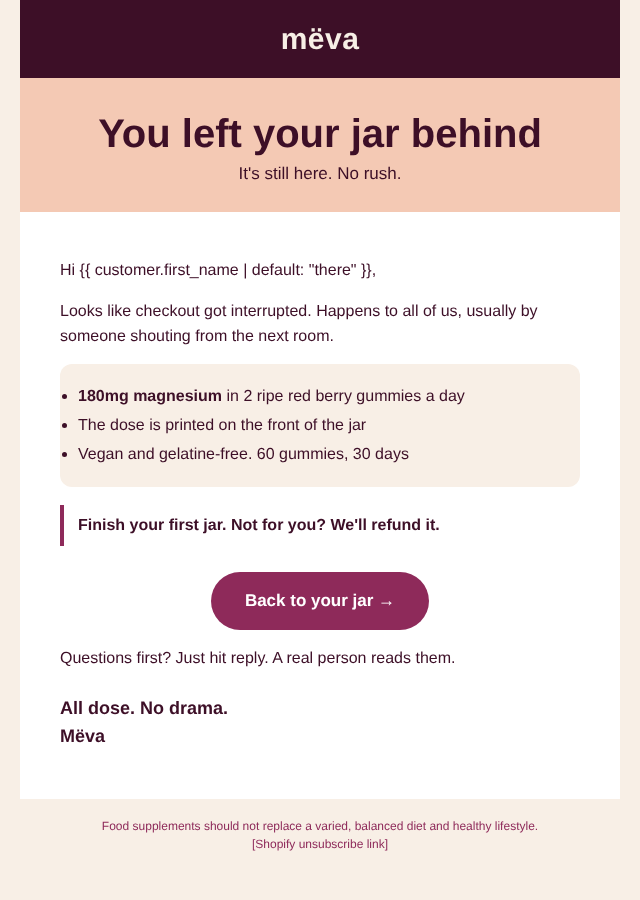 mëva
You left your jar behind
It's still here. No rush.
Hi {{ customer.first_name | default: "there" }},
Looks like checkout got interrupted. Happens to all of us, usually by
someone shouting from the next room.
• 180mg magnesium in 2 ripe red berry gummies a day
• The dose is printed on the front of the jar
• Vegan and gelatine-free. 60 gummies, 30 days
Finish your first jar. Not for you? We'll refund it.
Back to your jar →
Questions first? Just hit reply. A real person reads them.
All dose. No drama.
Mëva
Food supplements should not replace a varied, balanced diet and healthy lifestyle.
[Shopify unsubscribe link]